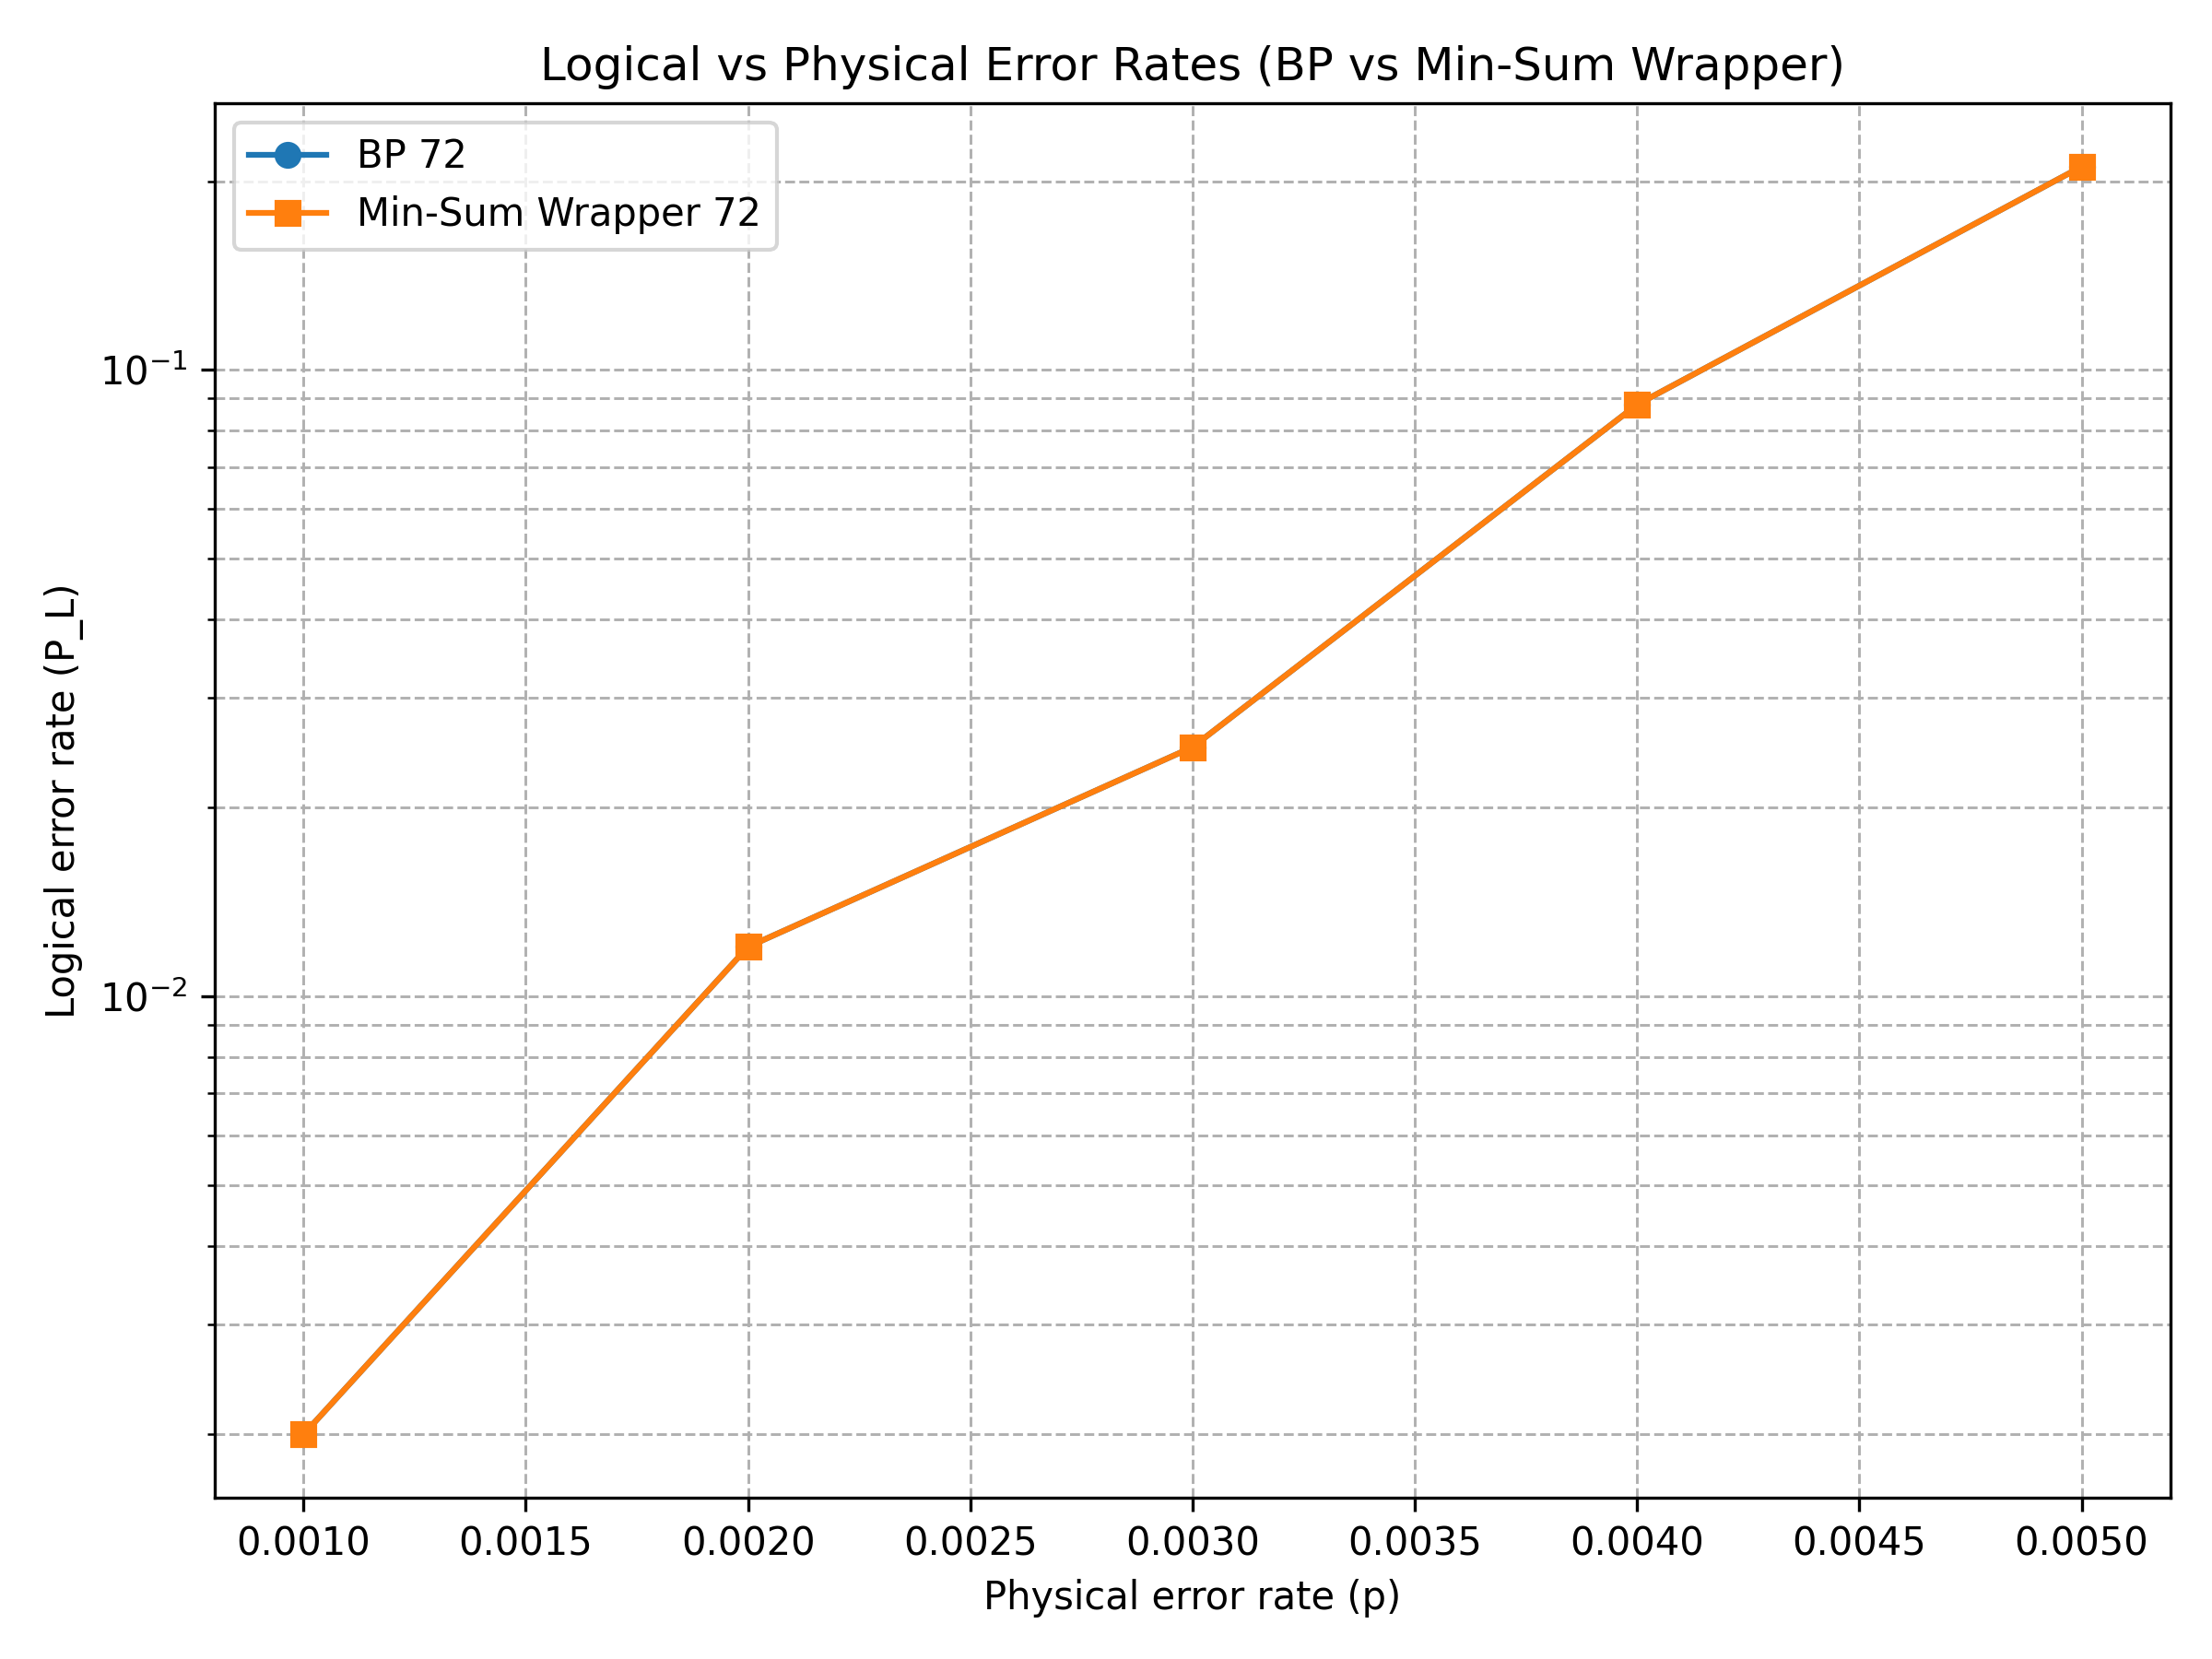 Logical vs Physical Error Rates (BP vs Min-Sum Wrapper)
BP 72
Min-Sum Wrapper 72
Logical error rate (P_L)
10⁻¹
10⁻²
0.0010 0.0015 0.0020 0.0025 0.0030 0.0035 0.0040 0.0045 0.0050
Physical error rate (p)